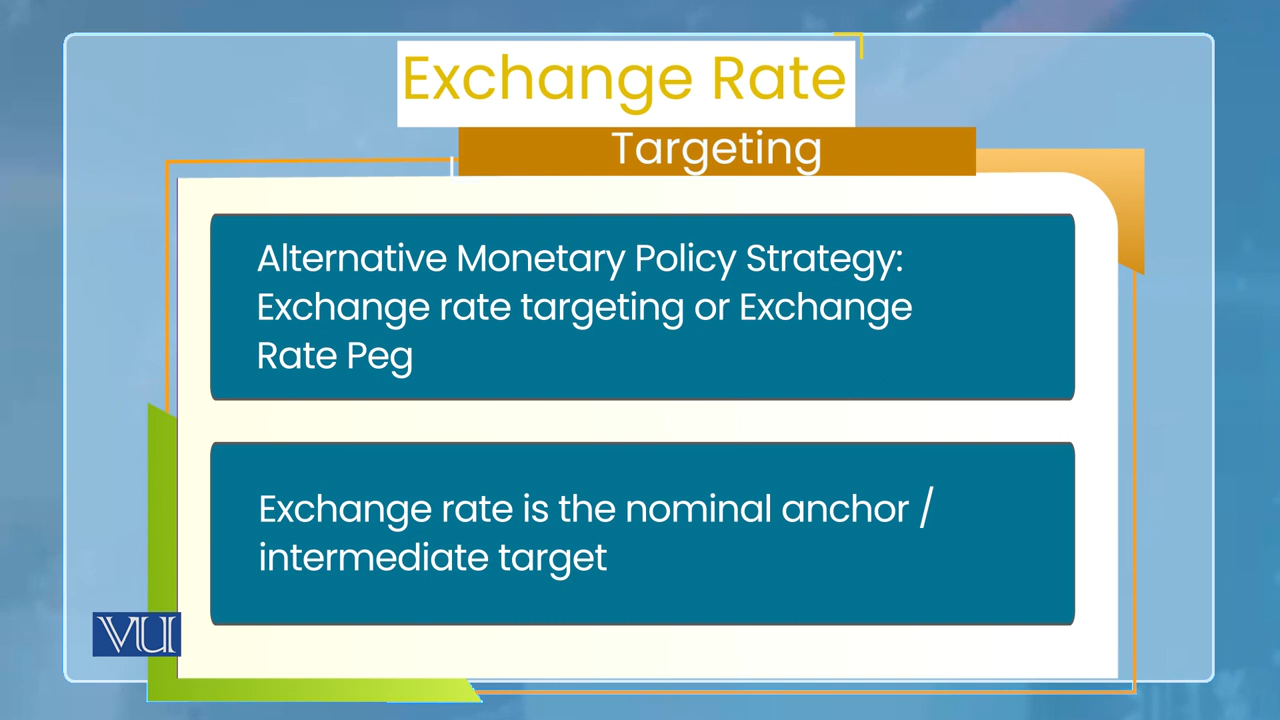 Exchange Rate
Targeting
Alternative Monetary Policy Strategy:
Exchange rate targeting or Exchange
Rate Peg
Exchange rate is the nominal anchor /
intermediate target
VU